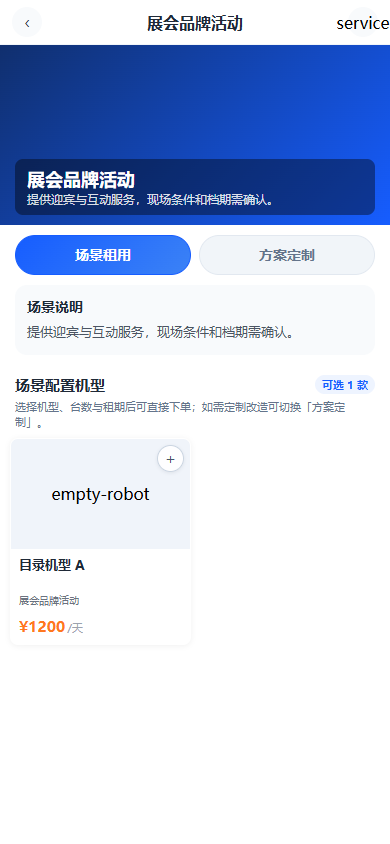 ‹
展会品牌活动
service
展会品牌活动
提供迎宾与互动服务，现场条件和档期需确认。
场景租用
方案定制
场景说明
提供迎宾与互动服务，现场条件和档期需确认。
场景配置机型
可选 1 款
选择机型、台数与租期后可直接下单；如需定制改造可切换「方案定
制」。
+
empty-robot
目录机型 A
展会品牌活动
¥1200 /天